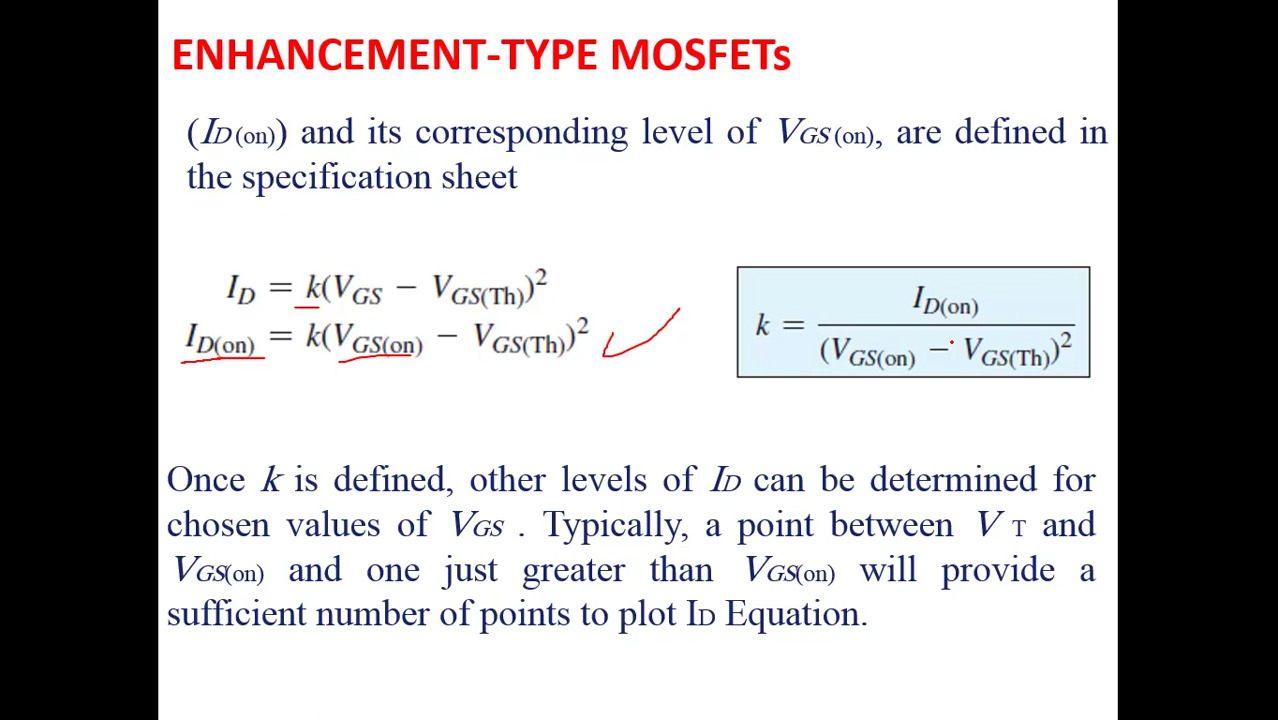 ENHANCEMENT-TYPE MOSFETs
(ID(on)) and its corresponding level of VGS(on), are defined in
the specification sheet
ID = k(VGS − VGS(Th))²
ID(on) = k(VGS(on) − VGS(Th))²
k = ID(on) / (VGS(on) − VGS(Th))²
Once k is defined, other levels of ID can be determined for
chosen values of VGS . Typically, a point between V T and
VGS(on) and one just greater than VGS(on) will provide a
sufficient number of points to plot ID Equation.